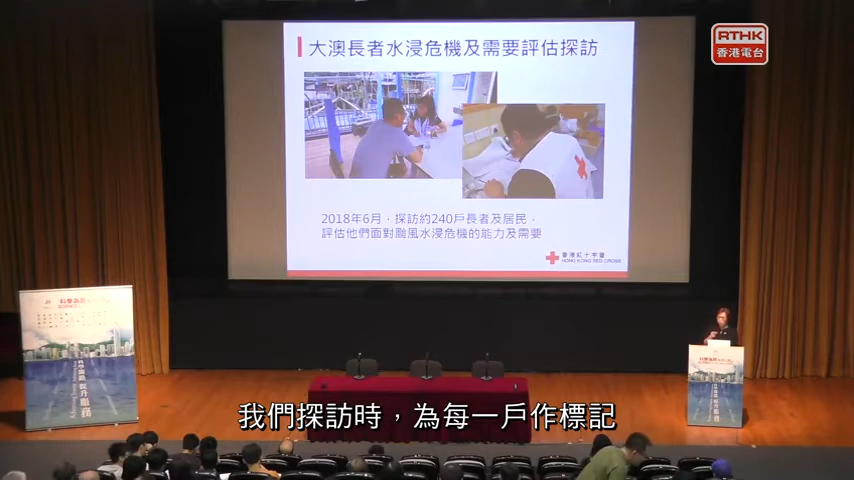 RTHK
香港電台
大澳長者水浸危機及需要評估探訪
2018年6月，探訪約240戶長者及居民，
評估他們面對颱風水浸危機的能力及需要
香港紅十字會
HONG KONG RED CROSS
我們探訪時，為每一戶作標記